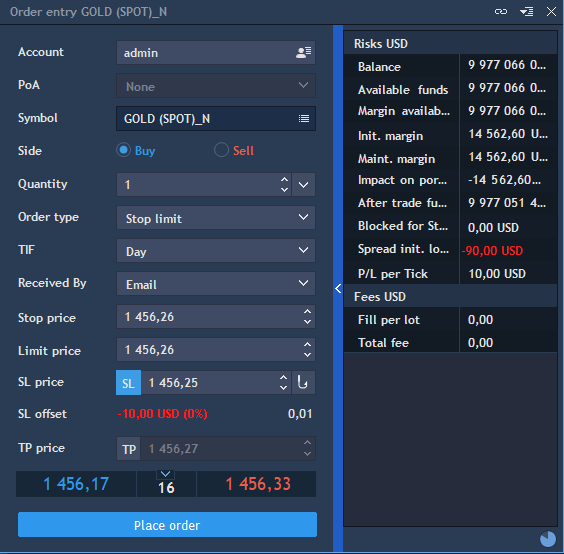 Order entry GOLD (SPOT)_N
Account admin
PoA None
Symbol GOLD (SPOT)_N
Side Buy Sell
Quantity 1
Order type Stop limit
TIF Day
Received By Email
Stop price 1 456,26
Limit price 1 456,26
SL price SL 1 456,25
SL offset -10,00 USD (0%) 0,01
TP price TP 1 456,27
1 456,17 16 1 456,33
Place order
Risks USD
Balance 9 977 066 0...
Available funds 9 977 066 0...
Margin availab... 9 977 066 0...
Init. margin 14 562,60 U...
Maint. margin 14 562,60 U...
Impact on por... -14 562,60...
After trade fu... 9 977 051 4...
Blocked for St... 0,00 USD
Spread init. lo... -90,00 USD
P/L per Tick 10,00 USD
Fees USD
Fill per lot 0,00
Total fee 0,00